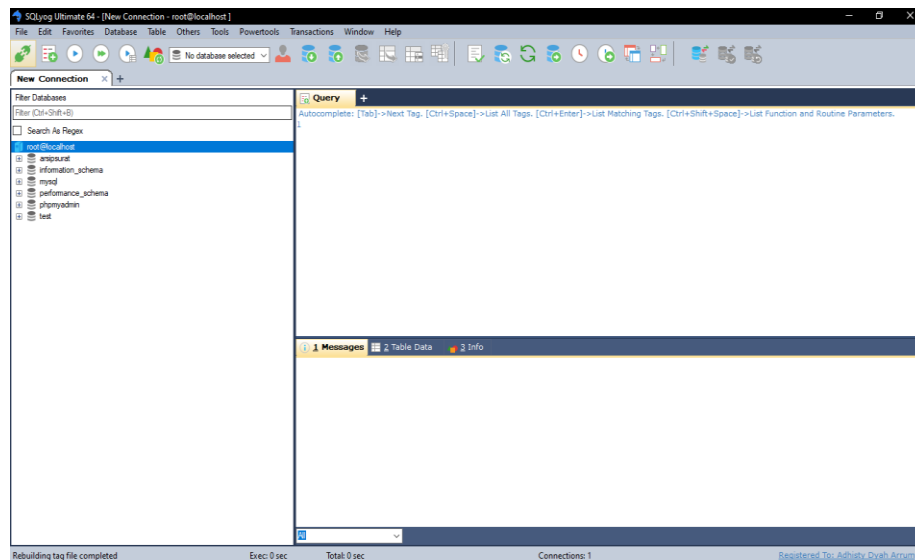 SQLyog Ultimate 64 - [New Connection - root@localhost ]
File Edit Favorites Database Table Others Tools Powertools Transactions Window Help
No database selected
New Connection x +
Filter Databases
Filter (Ctrl+Shift+B)
Search As Regex
root@localhost
arsipsurat
information_schema
mysql
performance_schema
phpmyadmin
test
Query +
Autocomplete: [Tab]->Next Tag. [Ctrl+Space]->List All Tags. [Ctrl+Enter]->List Matching Tags. [Ctrl+Shift+Space]->List Function and Routine Parameters.
1
1 Messages 2 Table Data 3 Info
All
Rebuilding tag file completed Exec: 0 sec Total: 0 sec Connections: 1 Registered To: Adhisty Dyah Arrum